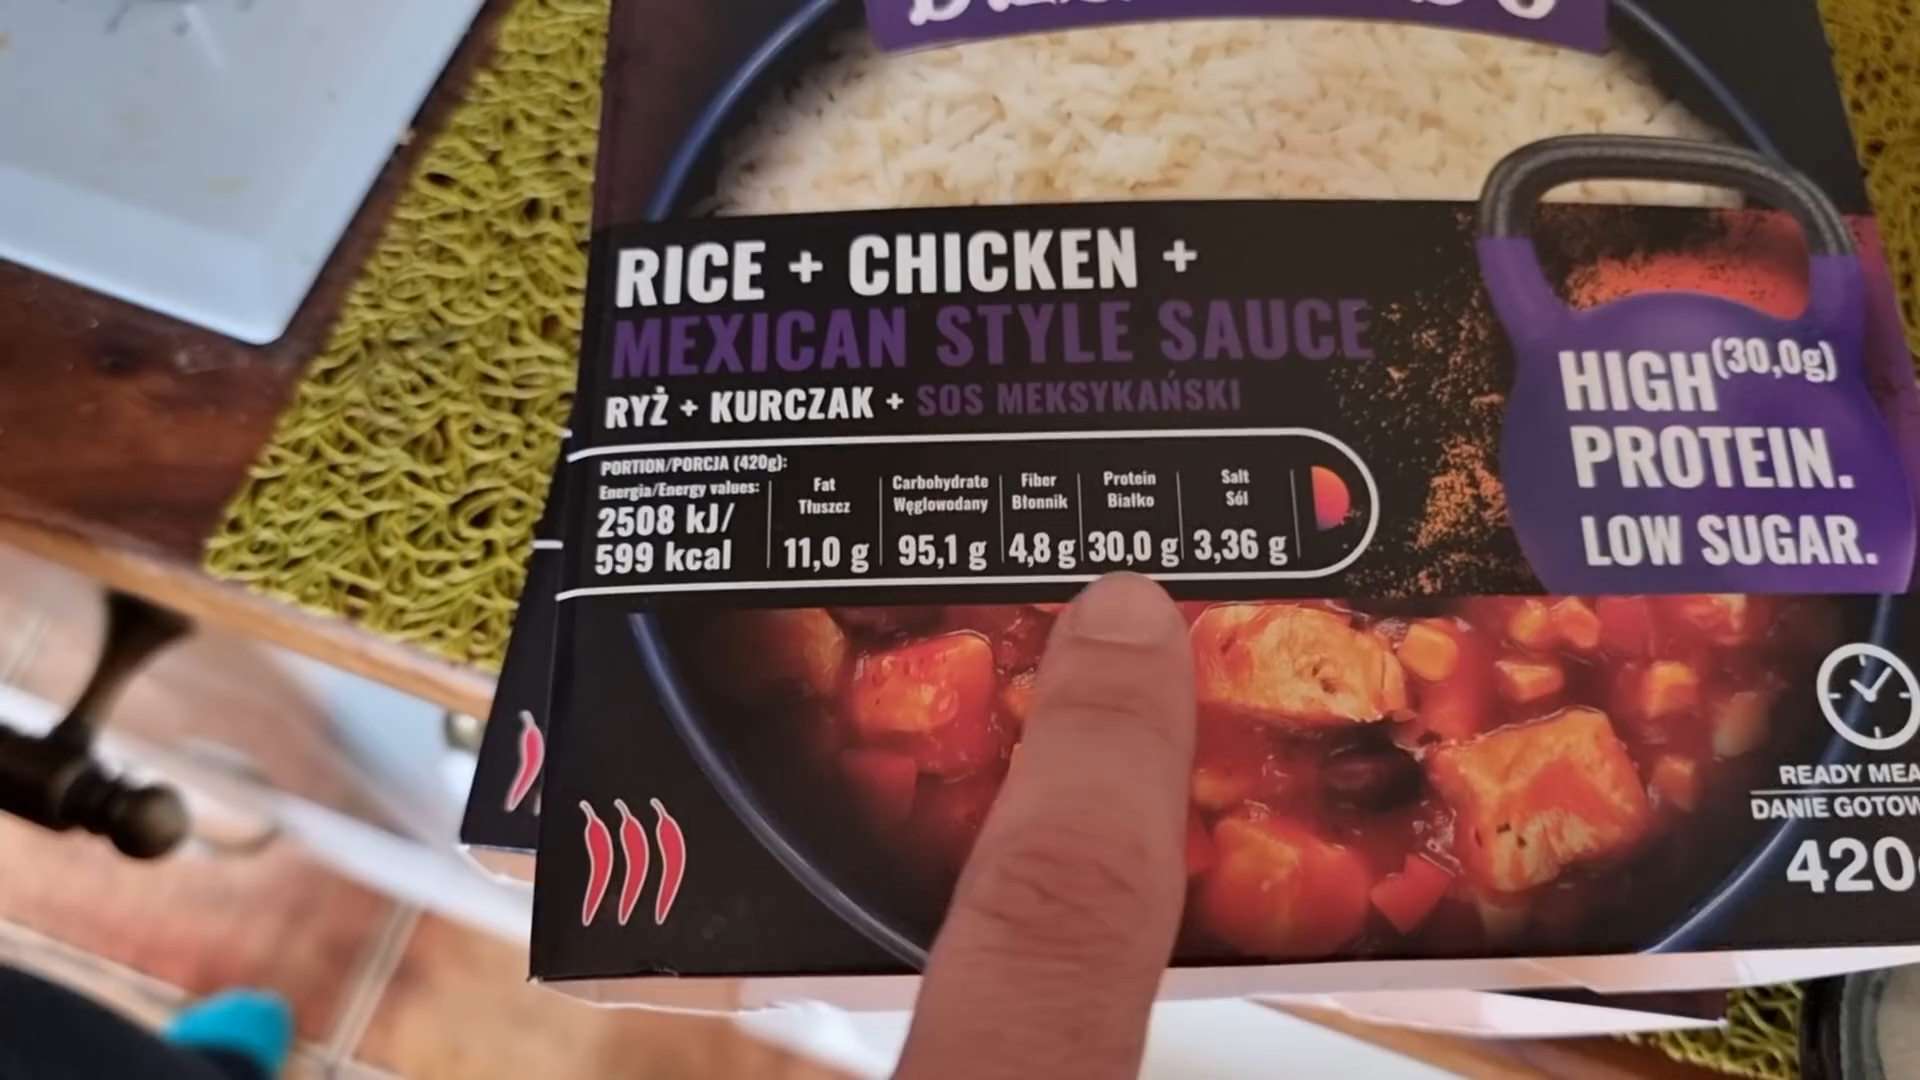 RICE + CHICKEN +
MEXICAN STYLE SAUCE
RYŻ + KURCZAK + SOS MEKSYKAŃSKI
PORTION/PORCJA (420g):
Energia/Energy values:
2508 kJ/
599 kcal
Fat
Tłuszcz
11,0 g
Carbohydrate
Węglowodany
95,1 g
Fiber
Błonnik
4,8 g
Protein
Białko
30,0 g
Salt
Sól
3,36 g
HIGH (30,0g)
PROTEIN.
LOW SUGAR.
READY MEA
DANIE GOTOW
420